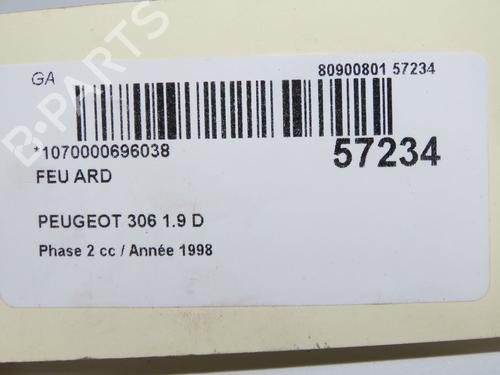 GA
80900801 57234
*1070000696038
57234
FEU ARD
PEUGEOT 306 1.9 D
Phase 2 cc / Année 1998
B-PARTS